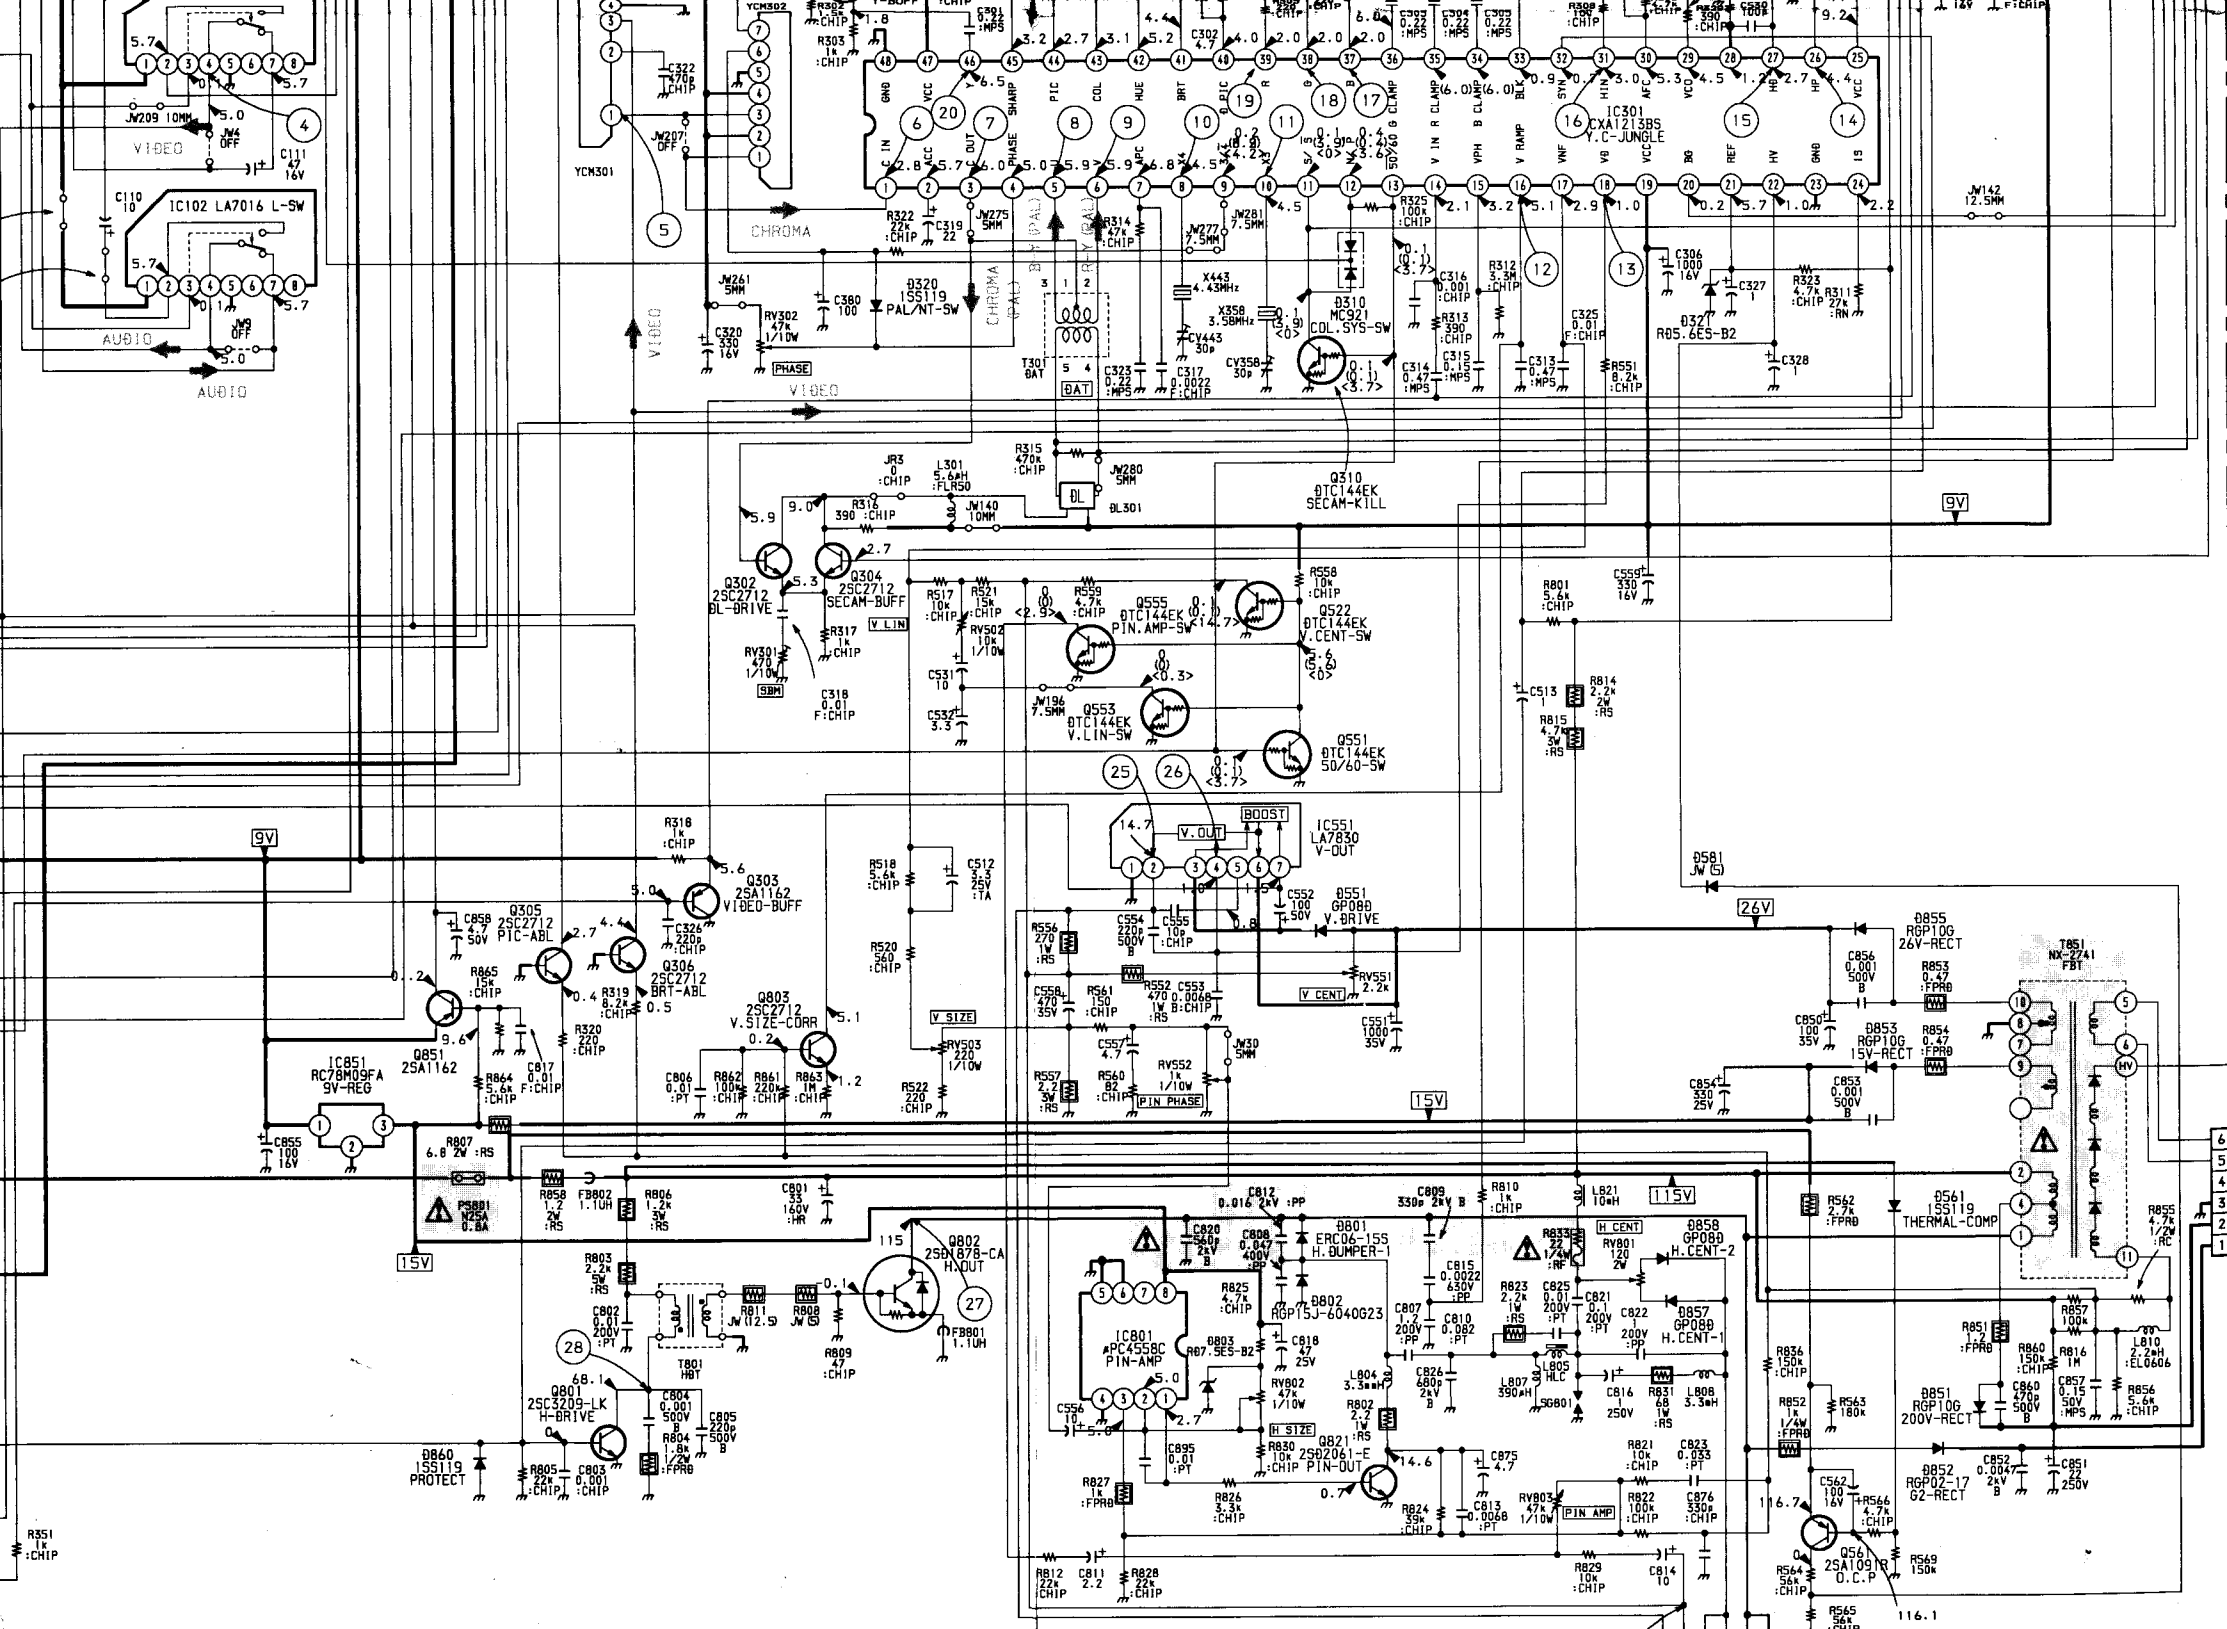 YCM302
C322
470p
:CHIP
JW207
OFF
YCM301
JW209 10MM
JW4
OFF
VIDEO
C111
47
16V
C110
10
IC102 LA7016 L-SW
JW9
OFF
AUDIO
AUDIO
R303
1k
:CHIP
C301
0.22
:MPS
C302
4.7
IC301
CXA1213BS
Y.C-JUNGLE
JW142
12.5MM
CHROMA
R322
22k
:CHIP
C319
22
JW275
5MM
B-Y(PAL)
R-Y(PAL)
R314
47k
:CHIP
JW277
7.5MM
JW281
7.5MM
R325
100k
:CHIP
JW261
5MM
C320
330
16V
RV302
47k
1/10W
PHASE
C380
100
D320
1SS119
PAL/NT-SW
CHROMA
(PAL)
VIDEO
VIDEO
T301
DAT
DAT
X443
4.43MHz
X358
3.58MHz
CV443
30p
CV358
30p
C323
0.22
:MPS
C317
0.0022
F:CHIP
D310
MC921
COL.SYS-SW
C316
0.001
:CHIP
R313
390
:CHIP
R312
3.3M
:CHIP
C314
0.47
:MPS
C315
0.15
:MPS
C313
0.47
:MPS
C325
0.01
F:CHIP
R551
8.2k
:CHIP
C306
1000
16V
D321
RD5.6ES-B2
C327
1
R323
4.7k
:CHIP
R311
27k
:RN
C328
1
Q310
DTC144EK
SECAM-KILL
R315
470k
:CHIP
JW280
5MM
DL
DL301
JR3
0
:CHIP
L301
5.6µH
:FLR50
R316
390 :CHIP
JW140
10MM
9V
Q302
2SC2712
DL-DRIVE
Q304
2SC2712
SECAM-BUFF
R317
1k
:CHIP
RV301
470
1/10W
SBM
C318
0.01
F:CHIP
V LIN
R517
10k
:CHIP
R521
15k
:CHIP
RV502
10k
1/10W
R559
4.7k
:CHIP
C531
10
C532
3.3
Q555
DTC144EK
PIN.AMP-SW
R558
10k
:CHIP
Q522
DTC144EK
V.CENT-SW
JW196
7.5MM
Q553
DTC144EK
V.LIN-SW
Q551
DTC144EK
50/60-SW
C559
330
16V
R801
5.6k
:CHIP
C513
1
R814
2.2k
2W
:RS
R815
4.7k
3W
:RS
BOOST
V.OUT
IC551
LA7830
V-OUT
9V
R318
1k
:CHIP
Q303
2SA1162
VIDEO-BUFF
C326
220p
:CHIP
Q305
2SC2712
PIC-ABL
Q306
2SC2712
BRT-ABL
R319
8.2k
:CHIP
R320
220
:CHIP
C858
4.7
50V
R865
15k
:CHIP
Q851
2SA1162
R864
5.6k
:CHIP
C817
0.01
F:CHIP
IC851
RC78M09FA
9V-REG
C855
100
16V
R807
6.8 2W :RS
R518
5.6k
:CHIP
C512
3.3
25V
:TA
R520
560
:CHIP
Q803
2SC2712
V.SIZE-CORR
C806
0.01
:PT
R862
100k
:CHIP
R861
220k
:CHIP
R863
1M
:CHIP
V SIZE
RV503
220
1/10W
R522
220
:CHIP
R556
270
1W
:RS
C554
220p
500V
B
C555
10p
:CHIP
C552
100
50V
D551
GP08D
V.DRIVE
C558
470
35V
R561
150
:CHIP
R552
470
1W
:RS
C553
0.0068
B:CHIP
V CENT
RV551
2.2k
C551
1000
35V
C557
4.7
R557
2.2
3W
:RS
R560
82
:CHIP
RV552
1k
1/10W
PIN PHASE
JW30
5MM
D581
JW(5)
26V
D855
RGP10G
26V-RECT
C856
0.001
500V
B
R853
0.47
:FPRD
C850
100
35V
D853
RGP10G
15V-RECT
R854
0.47
:FPRD
C854
330
25V
C853
0.001
500V
B
T851
NX-2741
FBT
15V
PS801
N25A
0.8A
R858
1.2
2W
:RS
FB802
1.1UH
R806
1.2k
3W
:RS
C801
33
160V
:HR
15V
R803
2.2k
5W
:RS
C802
0.01
200V
:PT
T801
HDT
R811
JW(12.5)
R808
JW(5)
R809
47
:CHIP
Q802
2SD1878-CA
H.OUT
FB801
1.1UH
Q801
2SC3209-LK
H-DRIVE
C804
0.001
500V
B
C805
220p
500V
B
R804
1.8k
1/2W
:FPRD
D860
1SS119
PROTECT
R805
22k
:CHIP
C803
0.001
:CHIP
R351
1k
:CHIP
C820
560p
2kV
B
C812
0.016 2kV :PP
C808
0.047
400V
:PP
D801
ERC06-15S
H.DUMPER-1
D802
RGP15J-6040G23
IC801
µPC4558C
PIN-AMP
R825
4.7k
:CHIP
D803
RD7.5ES-B2
C818
47
25V
RV802
47k
1/10W
H SIZE
R830
10k
:CHIP
C556
10
C895
0.01
:PT
R827
1k
:FPRD
R826
3.3k
:CHIP
Q821
2SD2061-E
PIN-OUT
R812
22k
:CHIP
C811
2.2
R828
22k
:CHIP
C809
330p 2kV B
R810
1k
:CHIP
C815
0.0022
630V
:PP
C807
1.2
200V
:PP
C810
0.082
:PT
L804
3.3mH
R802
2.2
1W
:RS
C826
680p
2kV
B
R823
2.2k
1W
:RS
C825
0.01
200V
:PT
C821
0.1
200V
:PT
L821
10mH
H CENT
R833
22
1/4W
:RF
RV801
120
2W
D858
GP08D
H.CENT-2
D857
GP08D
H.CENT-1
C822
1
200V
:PP
L807
390µH
L805
HLC
SG801
C816
1
250V
R831
68
1W
:RS
L808
3.3mH
115V
R824
39k
:CHIP
C875
4.7
C813
0.0068
:PT
RV803
47k
1/10W
PIN AMP
R821
10k
:CHIP
C823
0.033
:PT
R822
100k
:CHIP
C876
330p
:CHIP
R829
10k
:CHIP
C814
10
R562
2.7k
:FPRD
D561
1SS119
THERMAL-COMP
R855
4.7k
1/2W
:RC
R836
150k
:CHIP
R852
1k
1/4W
:FPRD
R563
180k
R851
1.2
:FPRD
D851
RGP10G
200V-RECT
R857
100k
R860
150k
:CHIP
R816
1M
L810
2.2mH
:EL0606
C860
470p
500V
B
C857
0.15
50V
:MPS
R856
5.6k
:CHIP
D852
RGP02-17
G2-RECT
C852
0.0047
2kV
B
C851
22
250V
C562
100
16V
R566
4.7k
:CHIP
Q561
2SA1091R
O.C.P
R564
56k
:CHIP
R569
150k
R565
56k
:CHIP
116.7
116.1